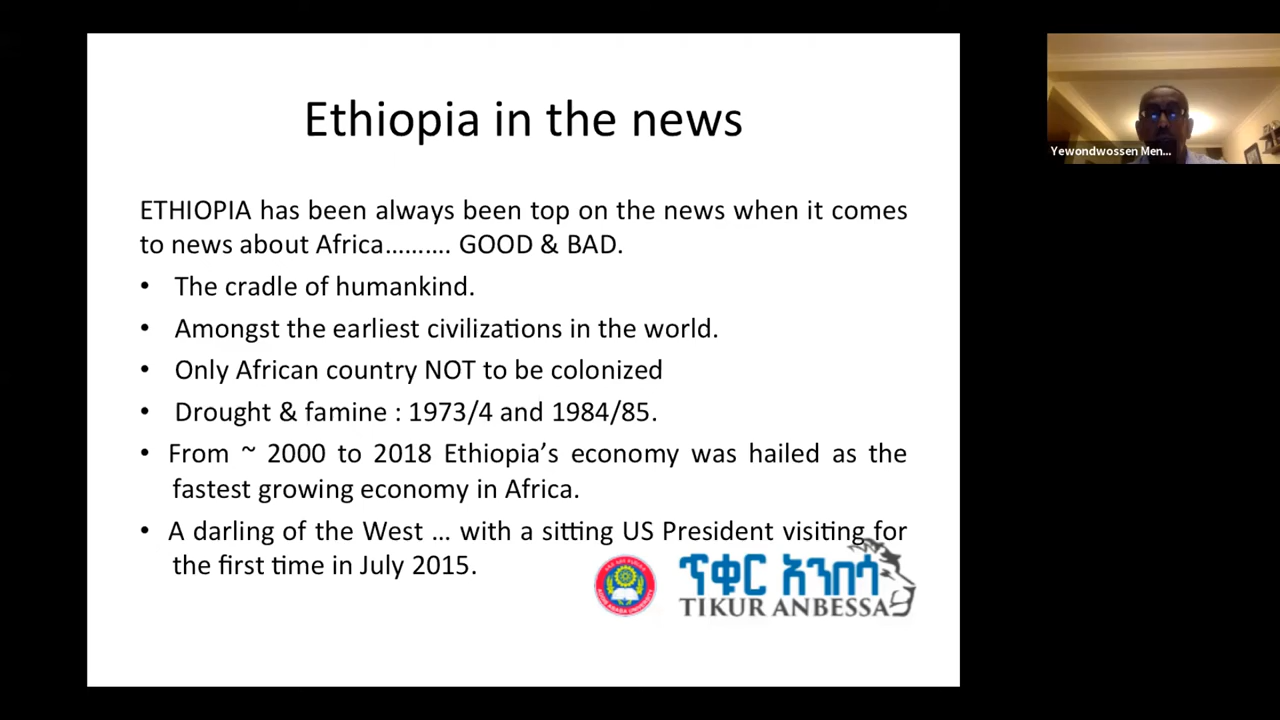 Ethiopia in the news
ETHIOPIA has been always been top on the news when it comes
to news about Africa………. GOOD & BAD.
• The cradle of humankind.
• Amongst the earliest civilizations in the world.
• Only African country NOT to be colonized
• Drought & famine : 1973/4 and 1984/85.
• From ~ 2000 to 2018 Ethiopia’s economy was hailed as the
fastest growing economy in Africa.
• A darling of the West … with a sitting US President visiting for
the first time in July 2015.
ጥቁር አንበሳ
TIKUR ANBESSA
ADDIS ABABA UNIVERSITY
Yewondwossen Men...